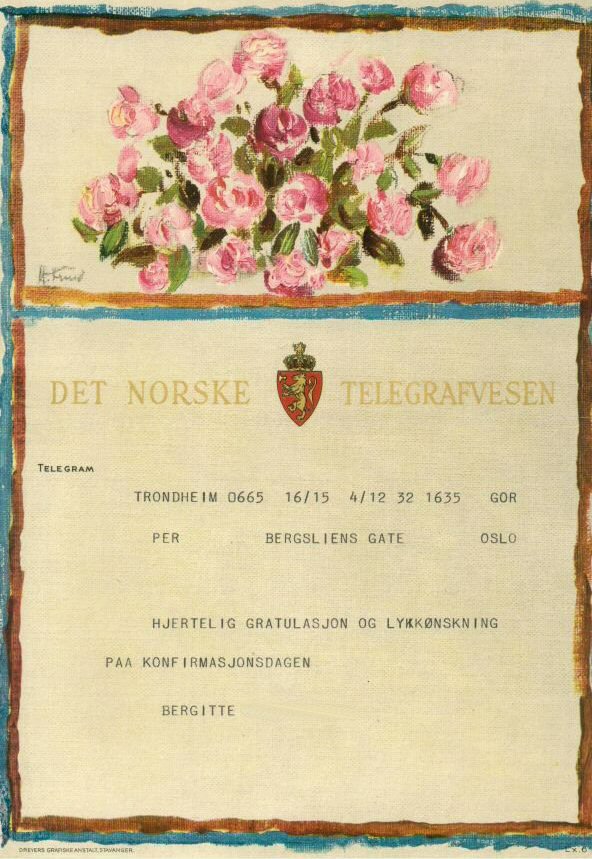 DET NORSKE TELEGRAFVESEN
TELEGRAM
TRONDHEIM 0665 16/15 4/12 32 1635 GOR
PER BERGSLIENS GATE OSLO
HJERTELIG GRATULASJON OG LYKKØNSKNING
PAA KONFIRMASJONSDAGEN
BERGITTE
DREYERS GRAFISKE ANSTALT, STAVANGER.